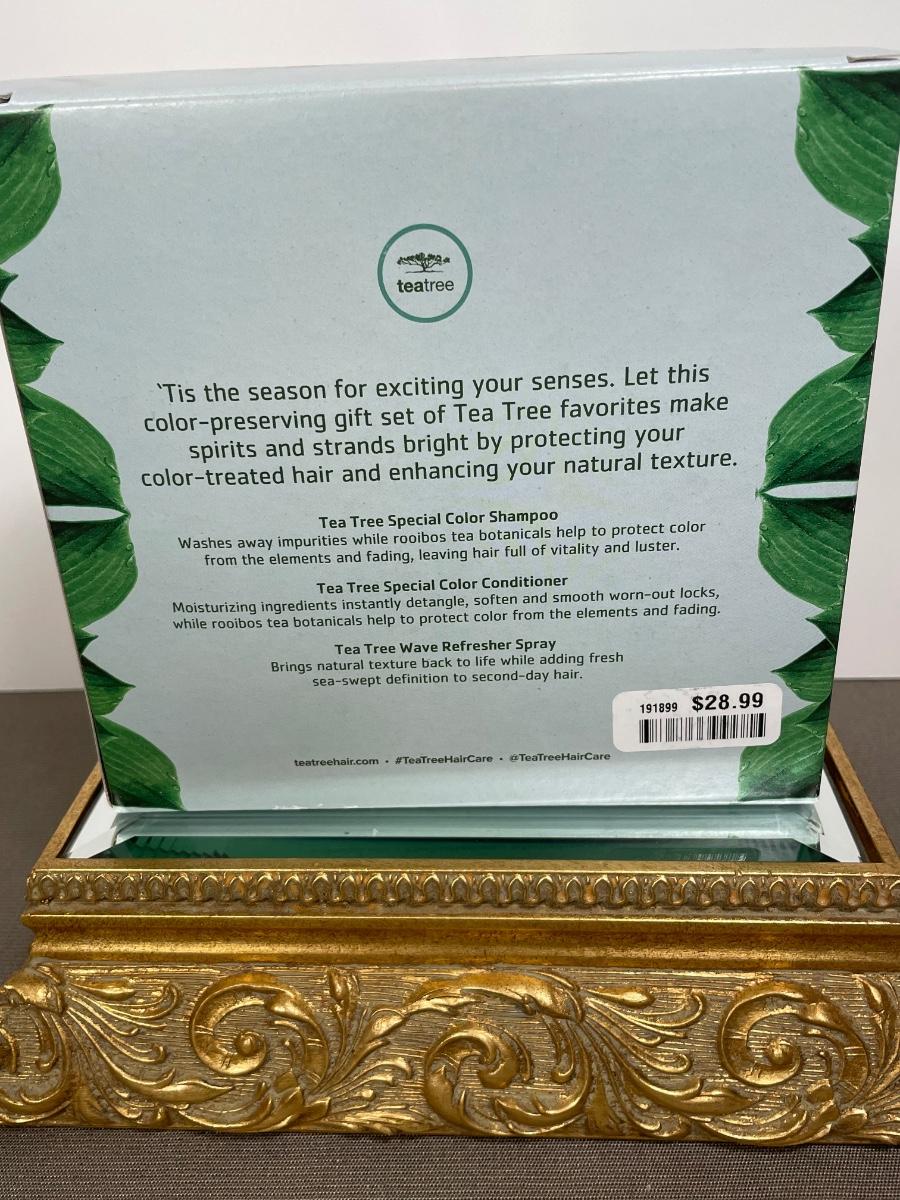 teatree
`Tis the season for exciting your senses. Let this
color-preserving gift set of Tea Tree favorites make
spirits and strands bright by protecting your
color-treated hair and enhancing your natural texture.
Tea Tree Special Color Shampoo
Washes away impurities while rooibos tea botanicals help to protect color
from the elements and fading, leaving hair full of vitality and luster.
Tea Tree Special Color Conditioner
Moisturizing ingredients instantly detangle, soften and smooth worn-out locks,
while rooibos tea botanicals help to protect color from the elements and fading.
Tea Tree Wave Refresher Spray
Brings natural texture back to life while adding fresh
sea-swept definition to second-day hair.
191899 $28.99
teatreehair.com • #TeaTreeHairCare • @TeaTreeHairCare